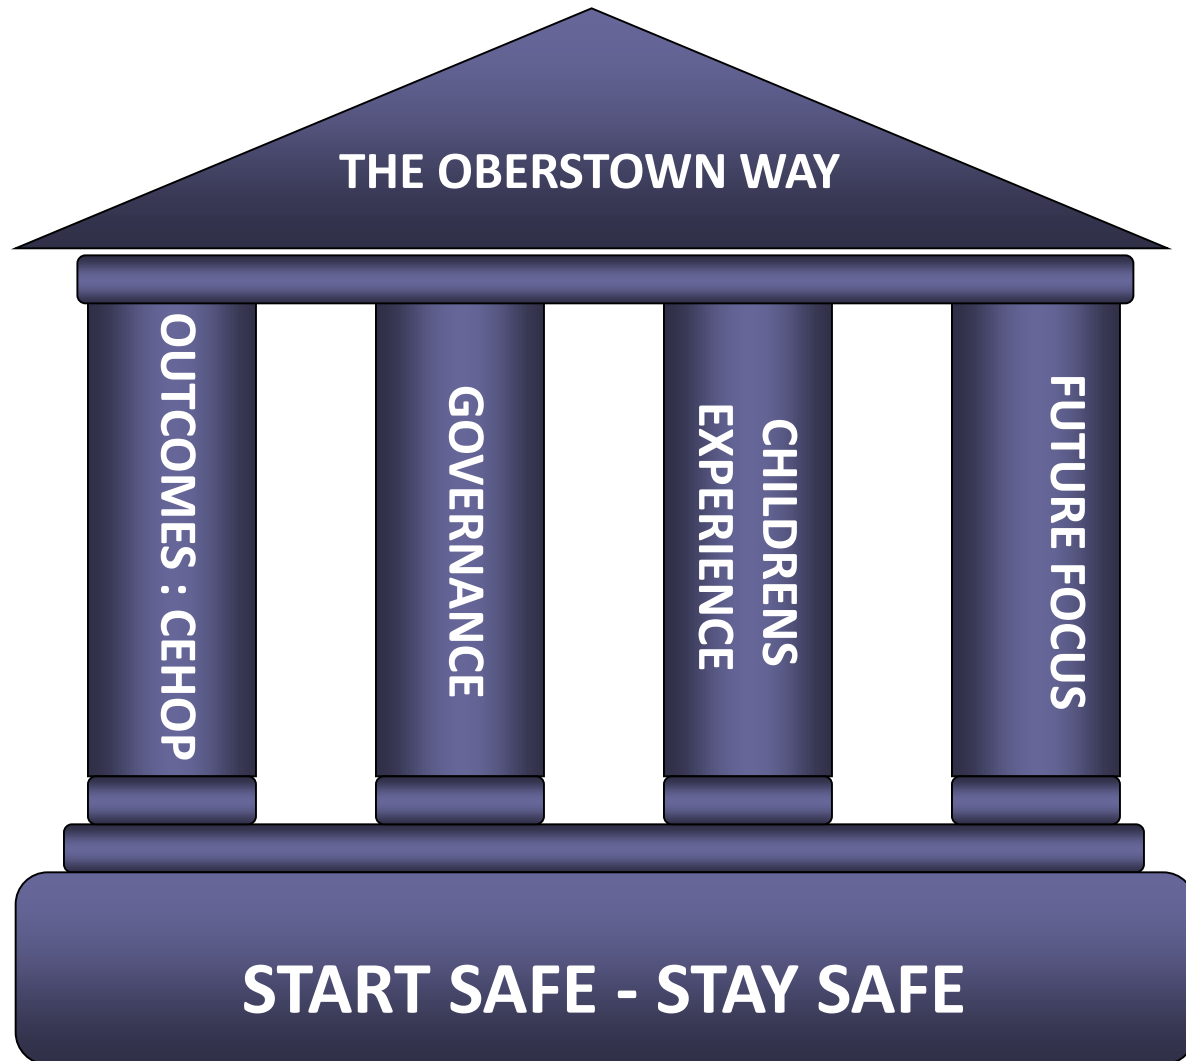 THE OBERSTOWN WAY
OUTCOMES : CEHOP
GOVERNANCE
CHILDRENS
EXPERIENCE
FUTURE FOCUS
START SAFE - STAY SAFE